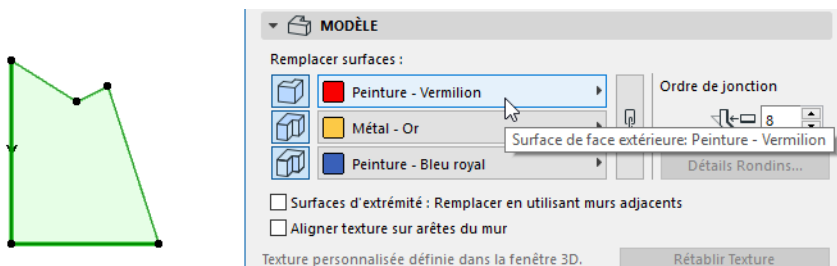 MODÈLE
Remplacer surfaces :
Peinture - Vermilion
Ordre de jonction
Métal - Or
8
Surface de face extérieure: Peinture - Vermilion
Peinture - Bleu royal
Détails Rondins...
Surfaces d'extrémité : Remplacer en utilisant murs adjacents
Aligner texture sur arêtes du mur
Texture personnalisée définie dans la fenêtre 3D.
Rétablir Texture